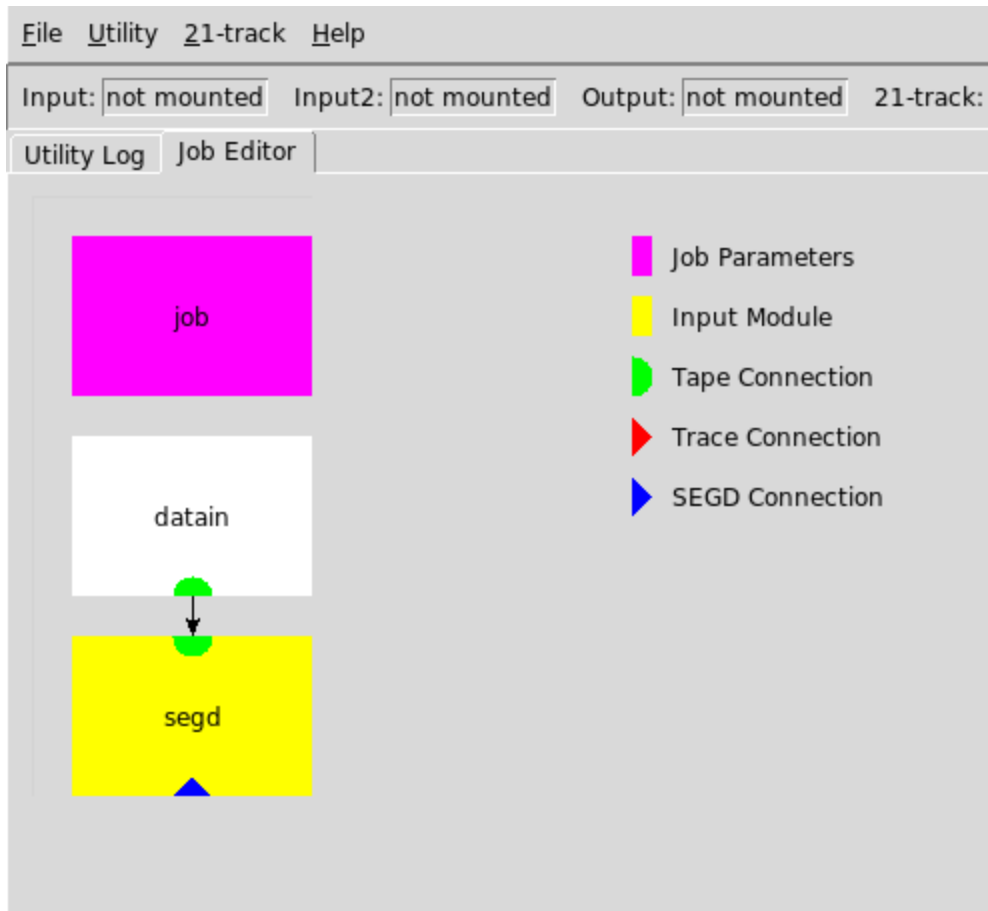 File Utility 21-track Help
Input: not mounted Input2: not mounted Output: not mounted 21-track:
Utility Log Job Editor
job
datain
segd
Job Parameters
Input Module
Tape Connection
Trace Connection
SEGD Connection